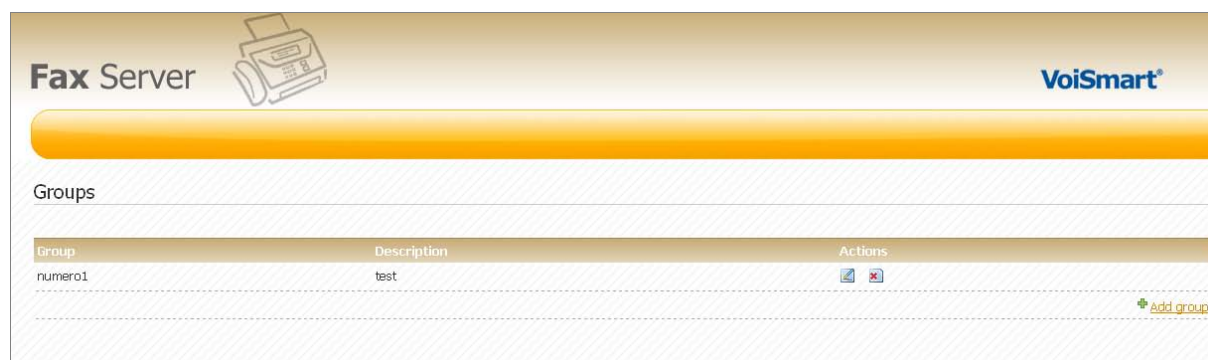 Fax Server
VoiSmart®
Groups
Group Description Actions
numero1 test
Add group